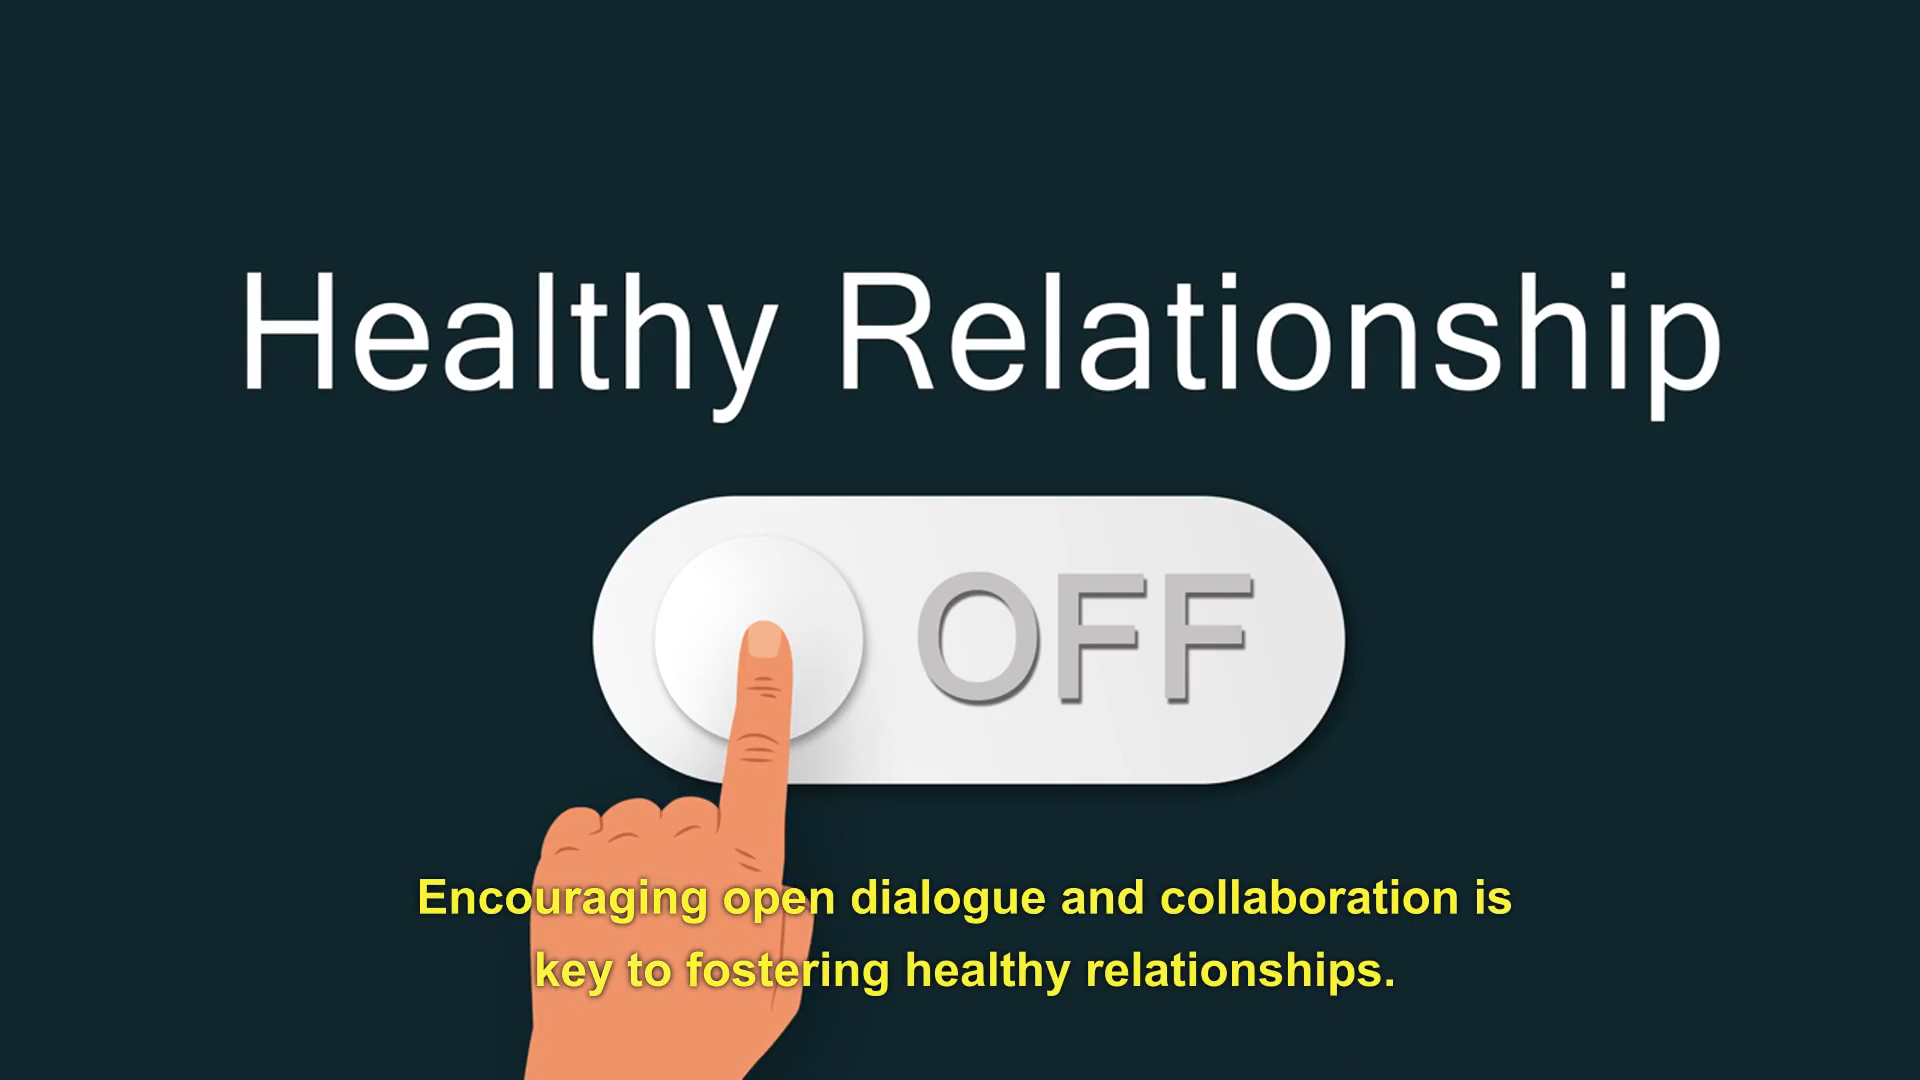 Healthy Relationship
OFF
Encouraging open dialogue and collaboration is
key to fostering healthy relationships.